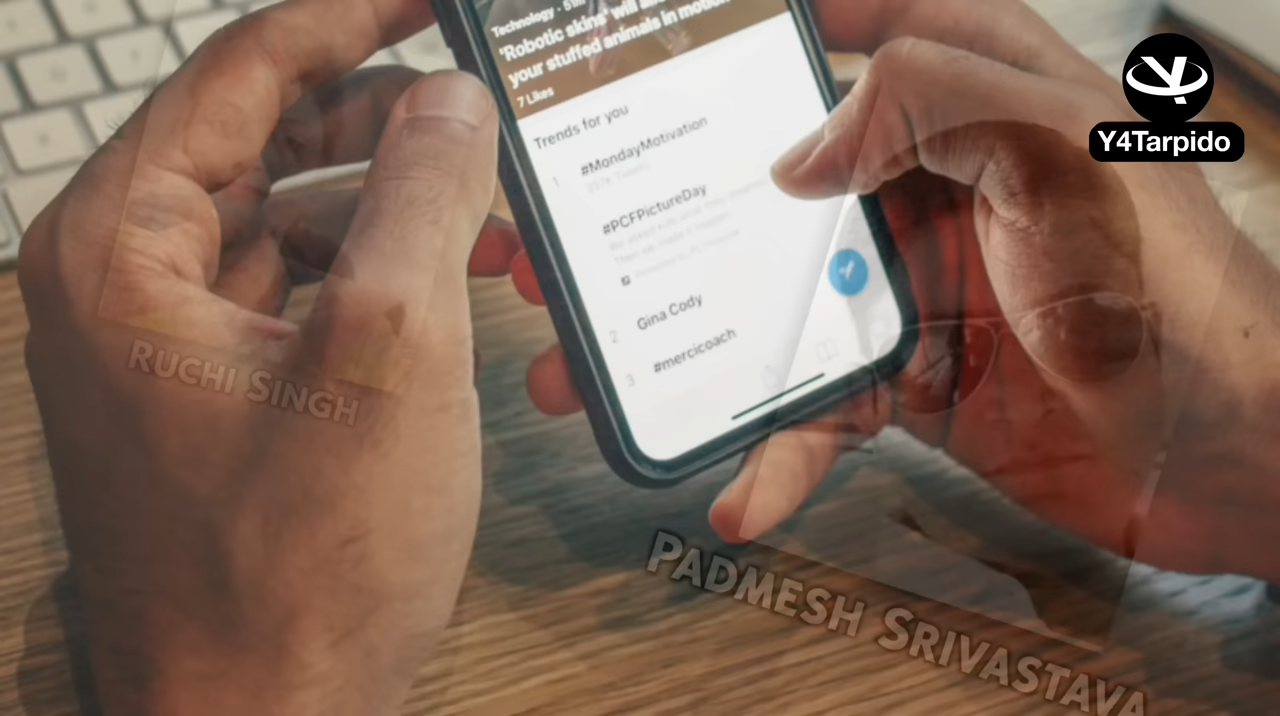 Technology · 51m
'Robotic skins' will
your stuffed animals in motion
7 Likes
Trends for you
1
#MondayMotivation
#PCFPictureDay
2
Gina Cody
3
#mercicoach
Y4Tarpido
RUCHI SINGH
PADMESH SRIVASTAVA